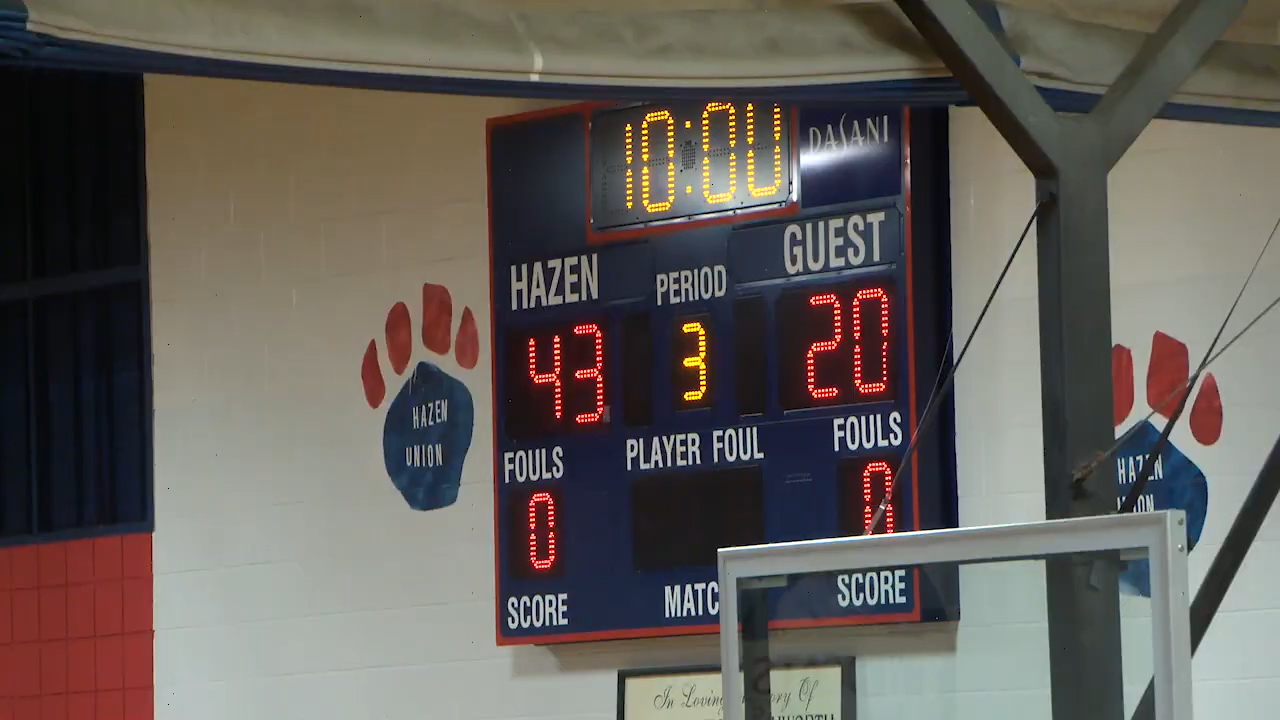 10:00
DASANI
HAZEN
PERIOD
GUEST
43
3
20
FOULS
PLAYER FOUL
FOULS
0
0
SCORE
SCORE
HAZEN
UNION
HAZEN
UNION
In Loving
Of